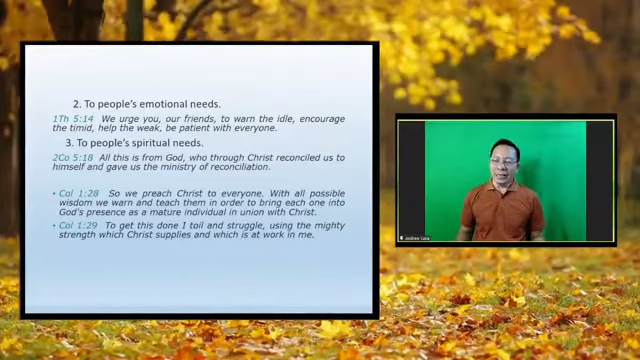 2. To people's emotional needs.
1Th 5:14 We urge you, our friends, to warn the idle, encourage
the timid, help the weak, be patient with everyone.
3. To people's spiritual needs.
2Co 5:18 All this is from God, who through Christ reconciled us to
himself and gave us the ministry of reconciliation.
• Col 1:28 So we preach Christ to everyone. With all possible
wisdom we warn and teach them in order to bring each one into
God's presence as a mature individual in union with Christ.
• Col 1:29 To get this done I toil and struggle, using the mighty
strength which Christ supplies and which is at work in me.